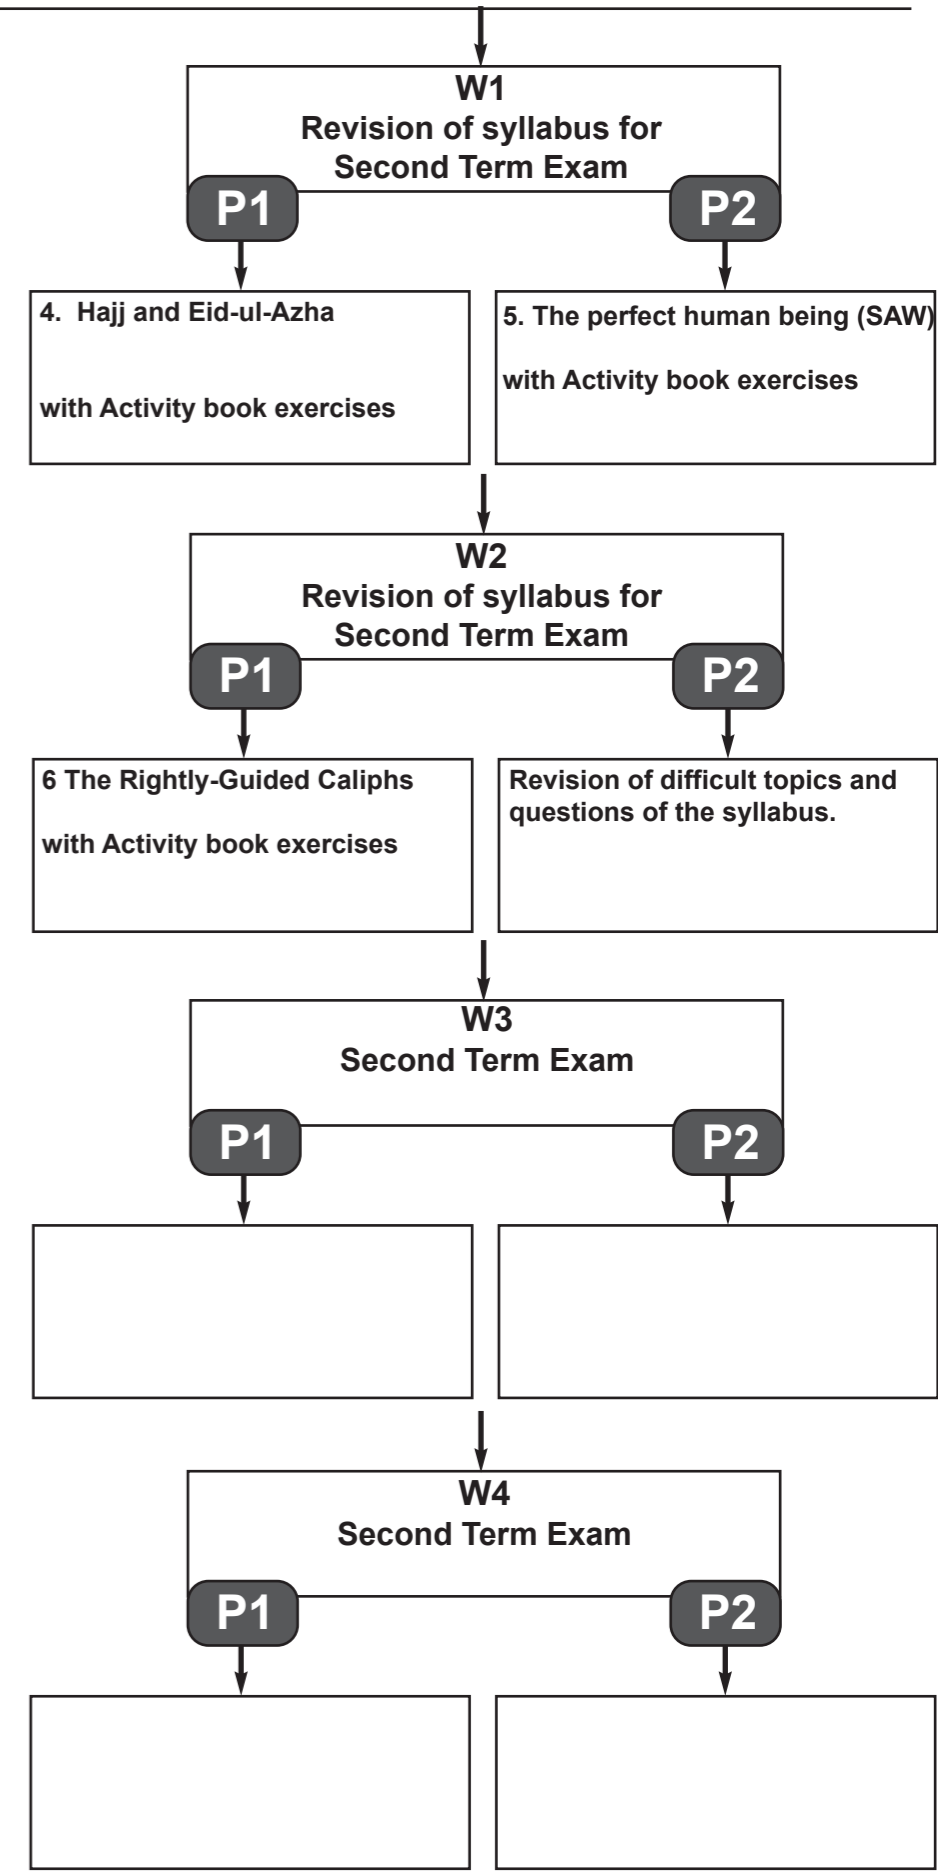 W1
Revision of syllabus for
Second Term Exam
P1
P2
4. Hajj and Eid-ul-Azha
with Activity book exercises
5. The perfect human being (SAW)
with Activity book exercises
W2
Revision of syllabus for
Second Term Exam
P1
P2
6 The Rightly-Guided Caliphs
with Activity book exercises
Revision of difficult topics and
questions of the syllabus.
W3
Second Term Exam
P1
P2
W4
Second Term Exam
P1
P2